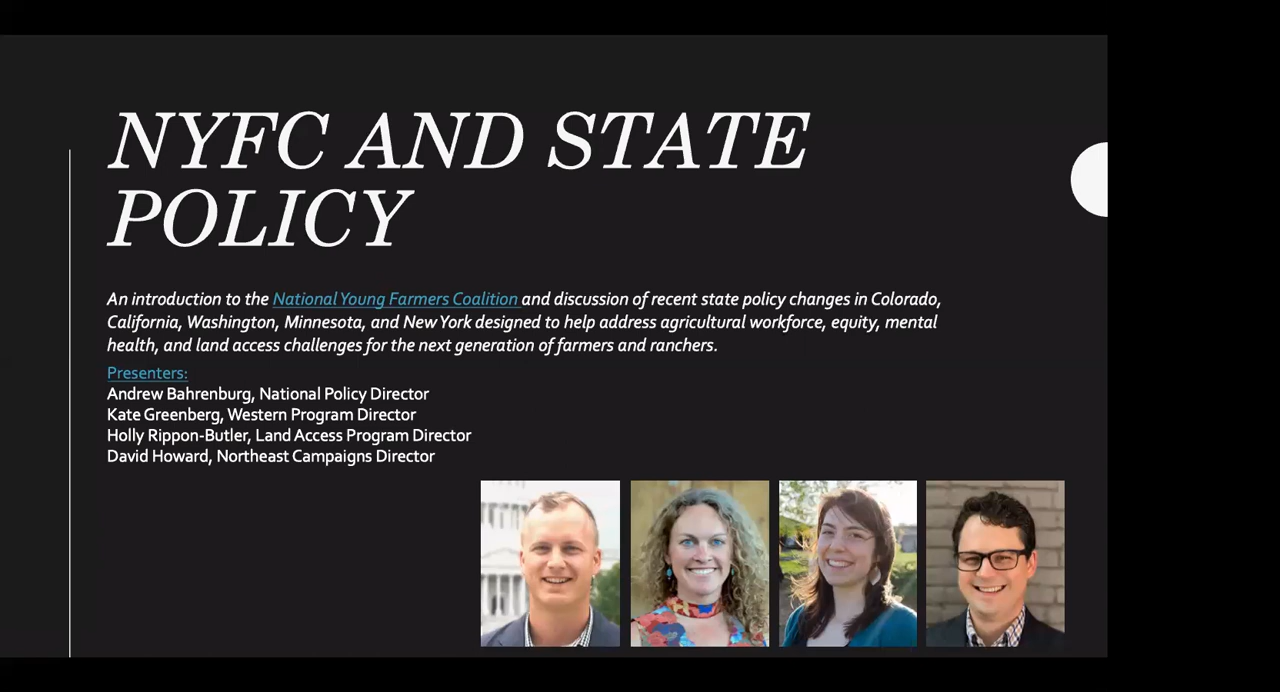 NYFC AND STATE
POLICY
An introduction to the National Young Farmers Coalition and discussion of recent state policy changes in Colorado,
California, Washington, Minnesota, and New York designed to help address agricultural workforce, equity, mental
health, and land access challenges for the next generation of farmers and ranchers.
Presenters:
Andrew Bahrenburg, National Policy Director
Kate Greenberg, Western Program Director
Holly Rippon-Butler, Land Access Program Director
David Howard, Northeast Campaigns Director